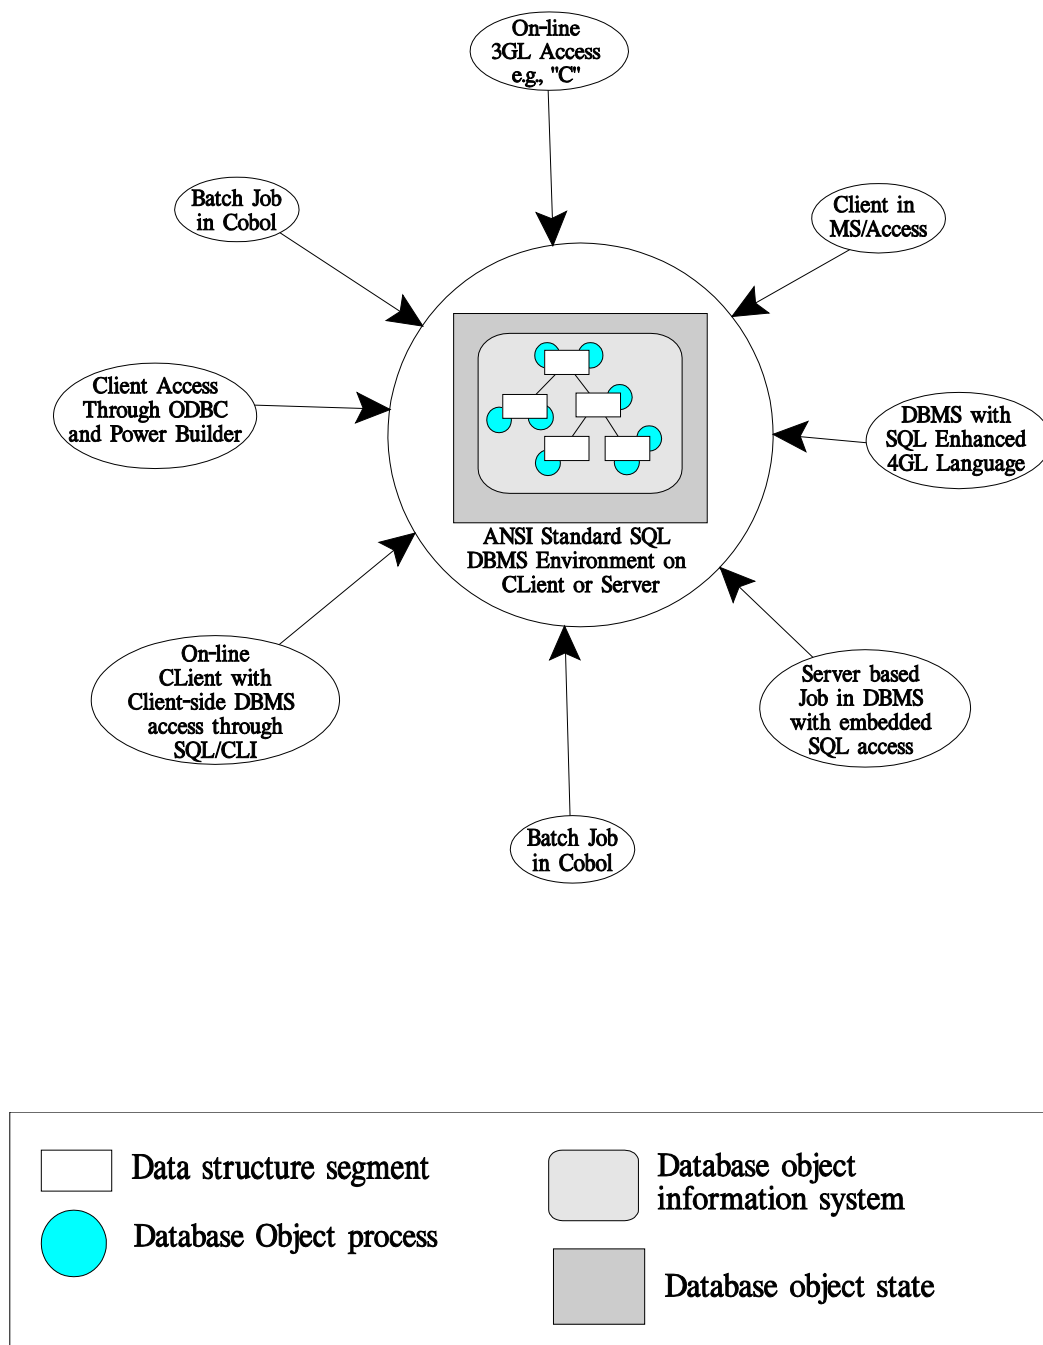 On-line
3GL Access
e.g., "C"
Batch Job
in Cobol
Client in
MS/Access
Client Access
Through ODBC
and Power Builder
DBMS with
SQL Enhanced
4GL Language
ANSI Standard SQL
DBMS Environment on
CLient or Server
On-line
CLient with
Client-side DBMS
access through
SQL/CLI
Server based
Job in DBMS
with embedded
SQL access
Batch Job
in Cobol
Data structure segment
Database Object process
Database object
information system
Database object state